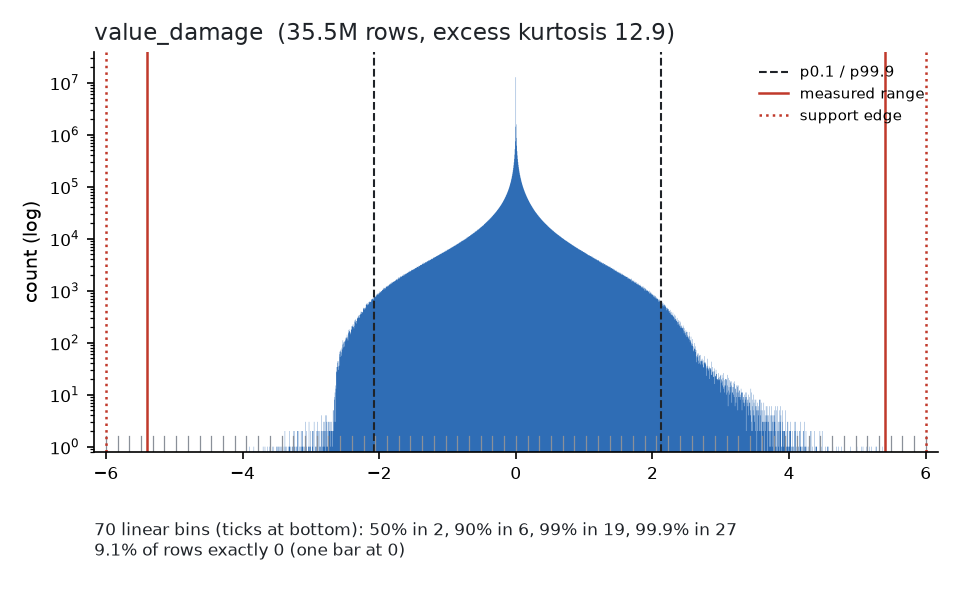 value_damage (35.5M rows, excess kurtosis 12.9)
p0.1 / p99.9
measured range
support edge
count (log)
10⁷
10⁶
10⁵
10⁴
10³
10²
10¹
10⁰
−6 −4 −2 0 2 4 6
70 linear bins (ticks at bottom): 50% in 2, 90% in 6, 99% in 19, 99.9% in 27
9.1% of rows exactly 0 (one bar at 0)